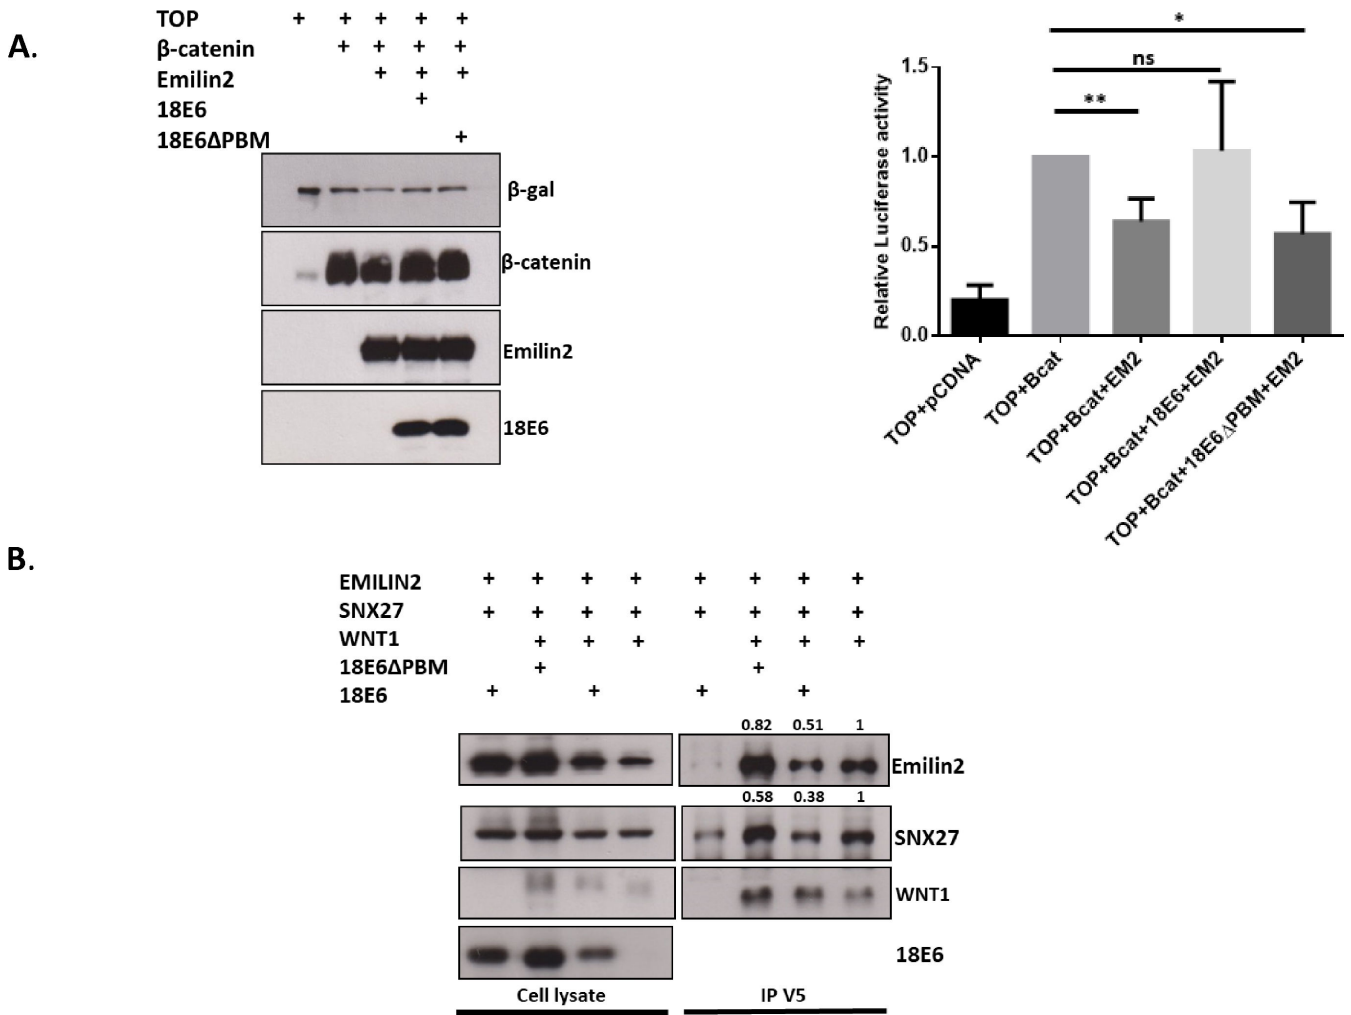 A.
TOP + + + + +
β-catenin + + + +
Emilin2 + + +
18E6 +
18E6ΔPBM +
β-gal
β-catenin
Emilin2
18E6
*
ns
**
Relative Luciferase activity
1.5
1.0
0.5
0.0
TOP+pCDNA
TOP+Bcat
TOP+Bcat+EM2
TOP+Bcat+18E6+EM2
TOP+Bcat+18E6ΔPBM+EM2
B.
EMILIN2 + + + + + + + +
SNX27 + + + + + + + +
WNT1 + + + + + +
18E6ΔPBM + +
18E6 + + + +
0.82 0.51 1
Emilin2
0.58 0.38 1
SNX27
WNT1
18E6
Cell lysate IP V5